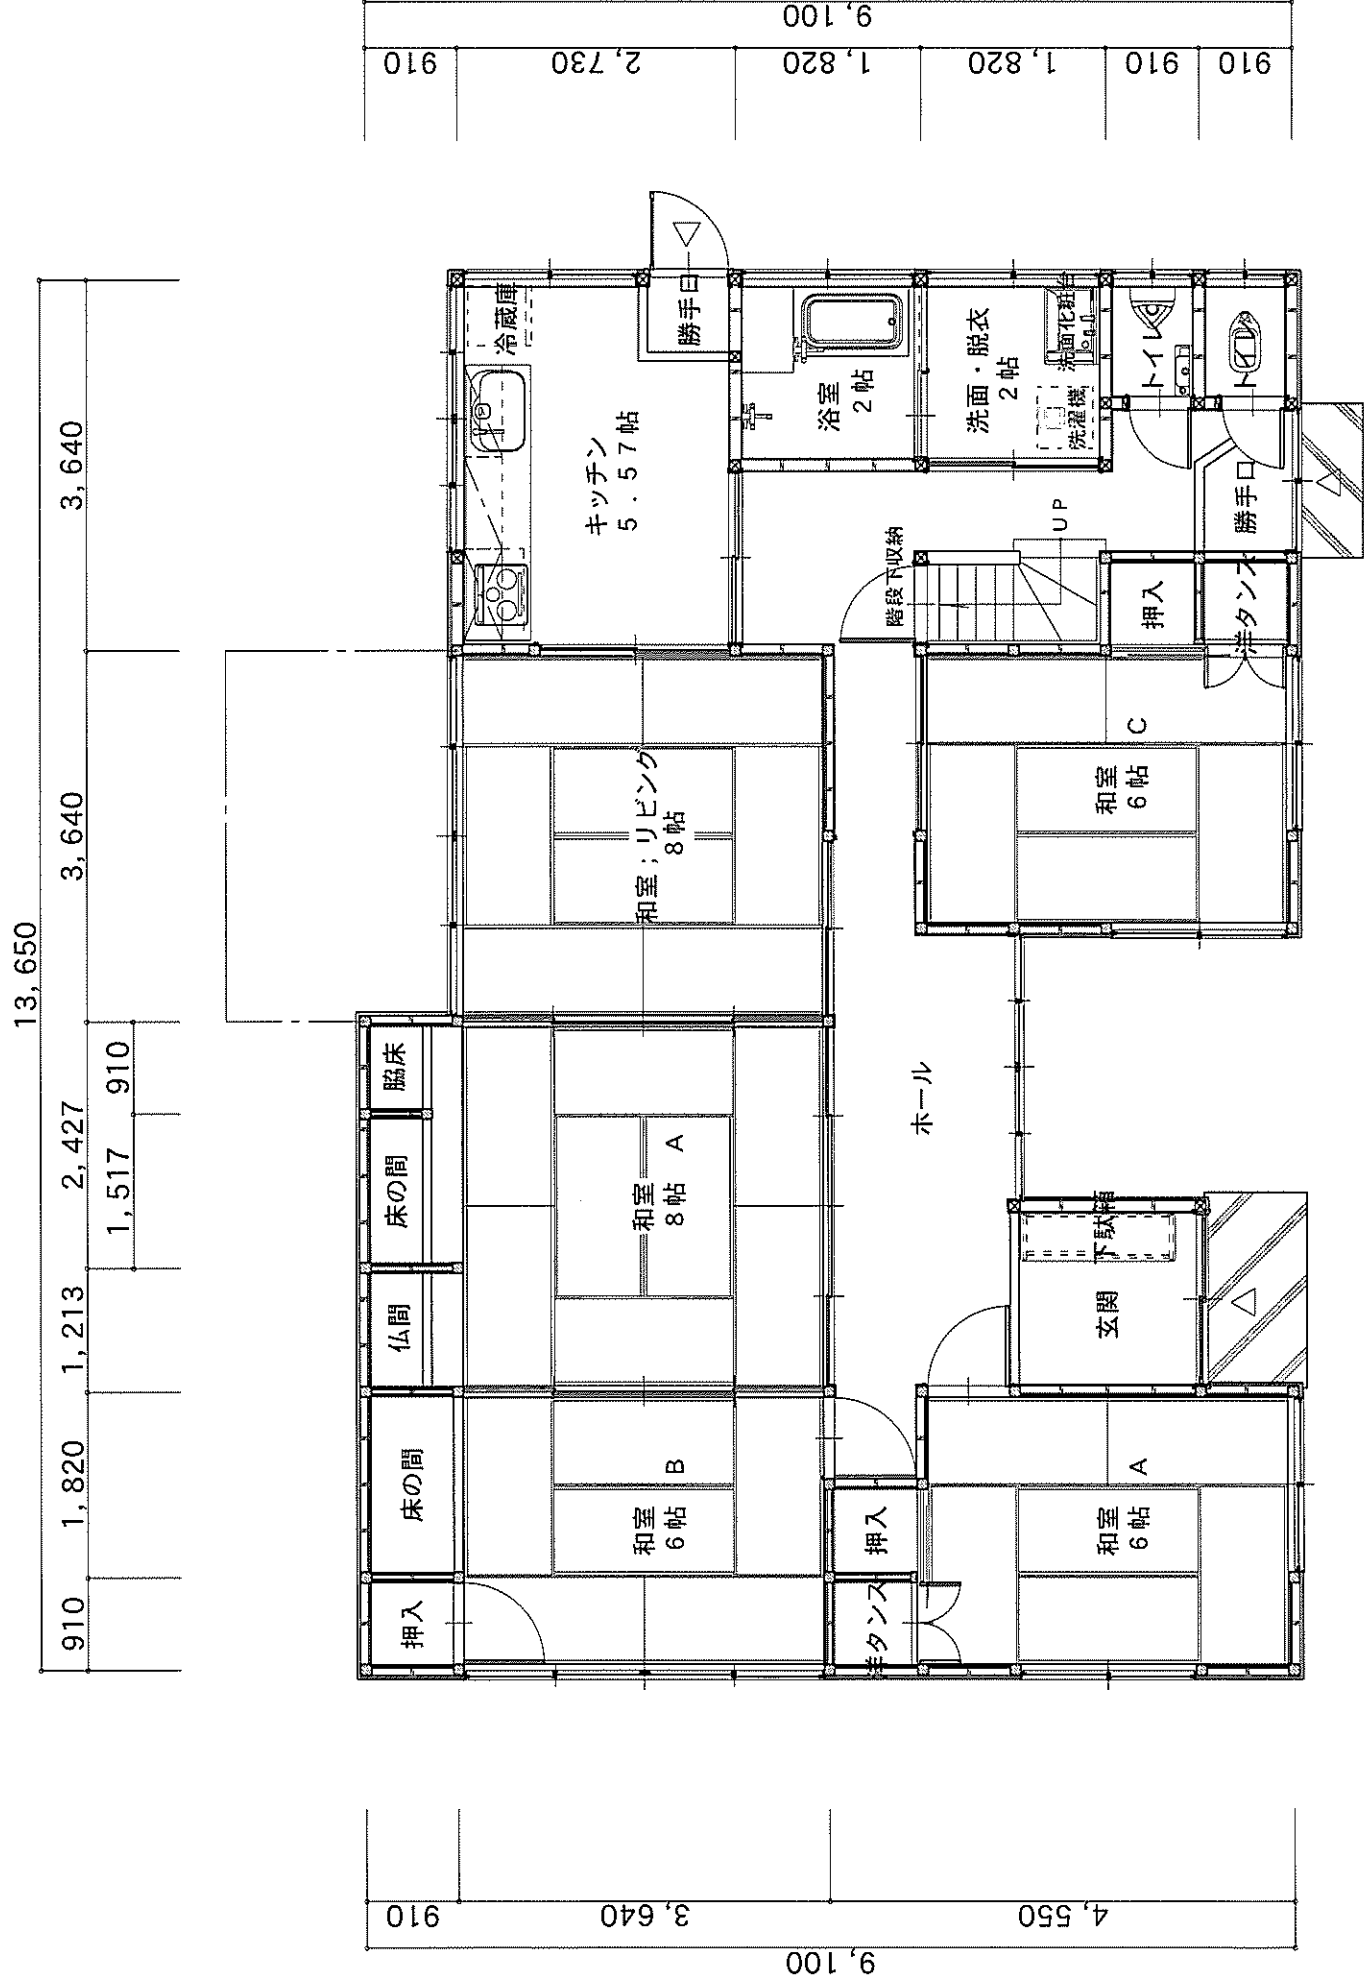 13,650
910
1,820
1,213
2,427
3,640
3,640
1,517
910
9,100
910
3,640
4,550
9,100
910
2,730
1,820
1,820
910
910
押入
床の間
仏間
床の間
脇床
和室 B
6帖
和室 A
8帖
和室;リビング
8帖
キッチン
5.57帖
冷蔵庫
勝手口
浴室
2帖
洗面・脱衣
2帖
洗濯機
洗面化粧台
トイレ
トイレ
勝手口
階段下収納
UP
押入
洋タンス
和室 C
6帖
ホール
玄関
下駄箱
押入
洋タンス
和室 A
6帖